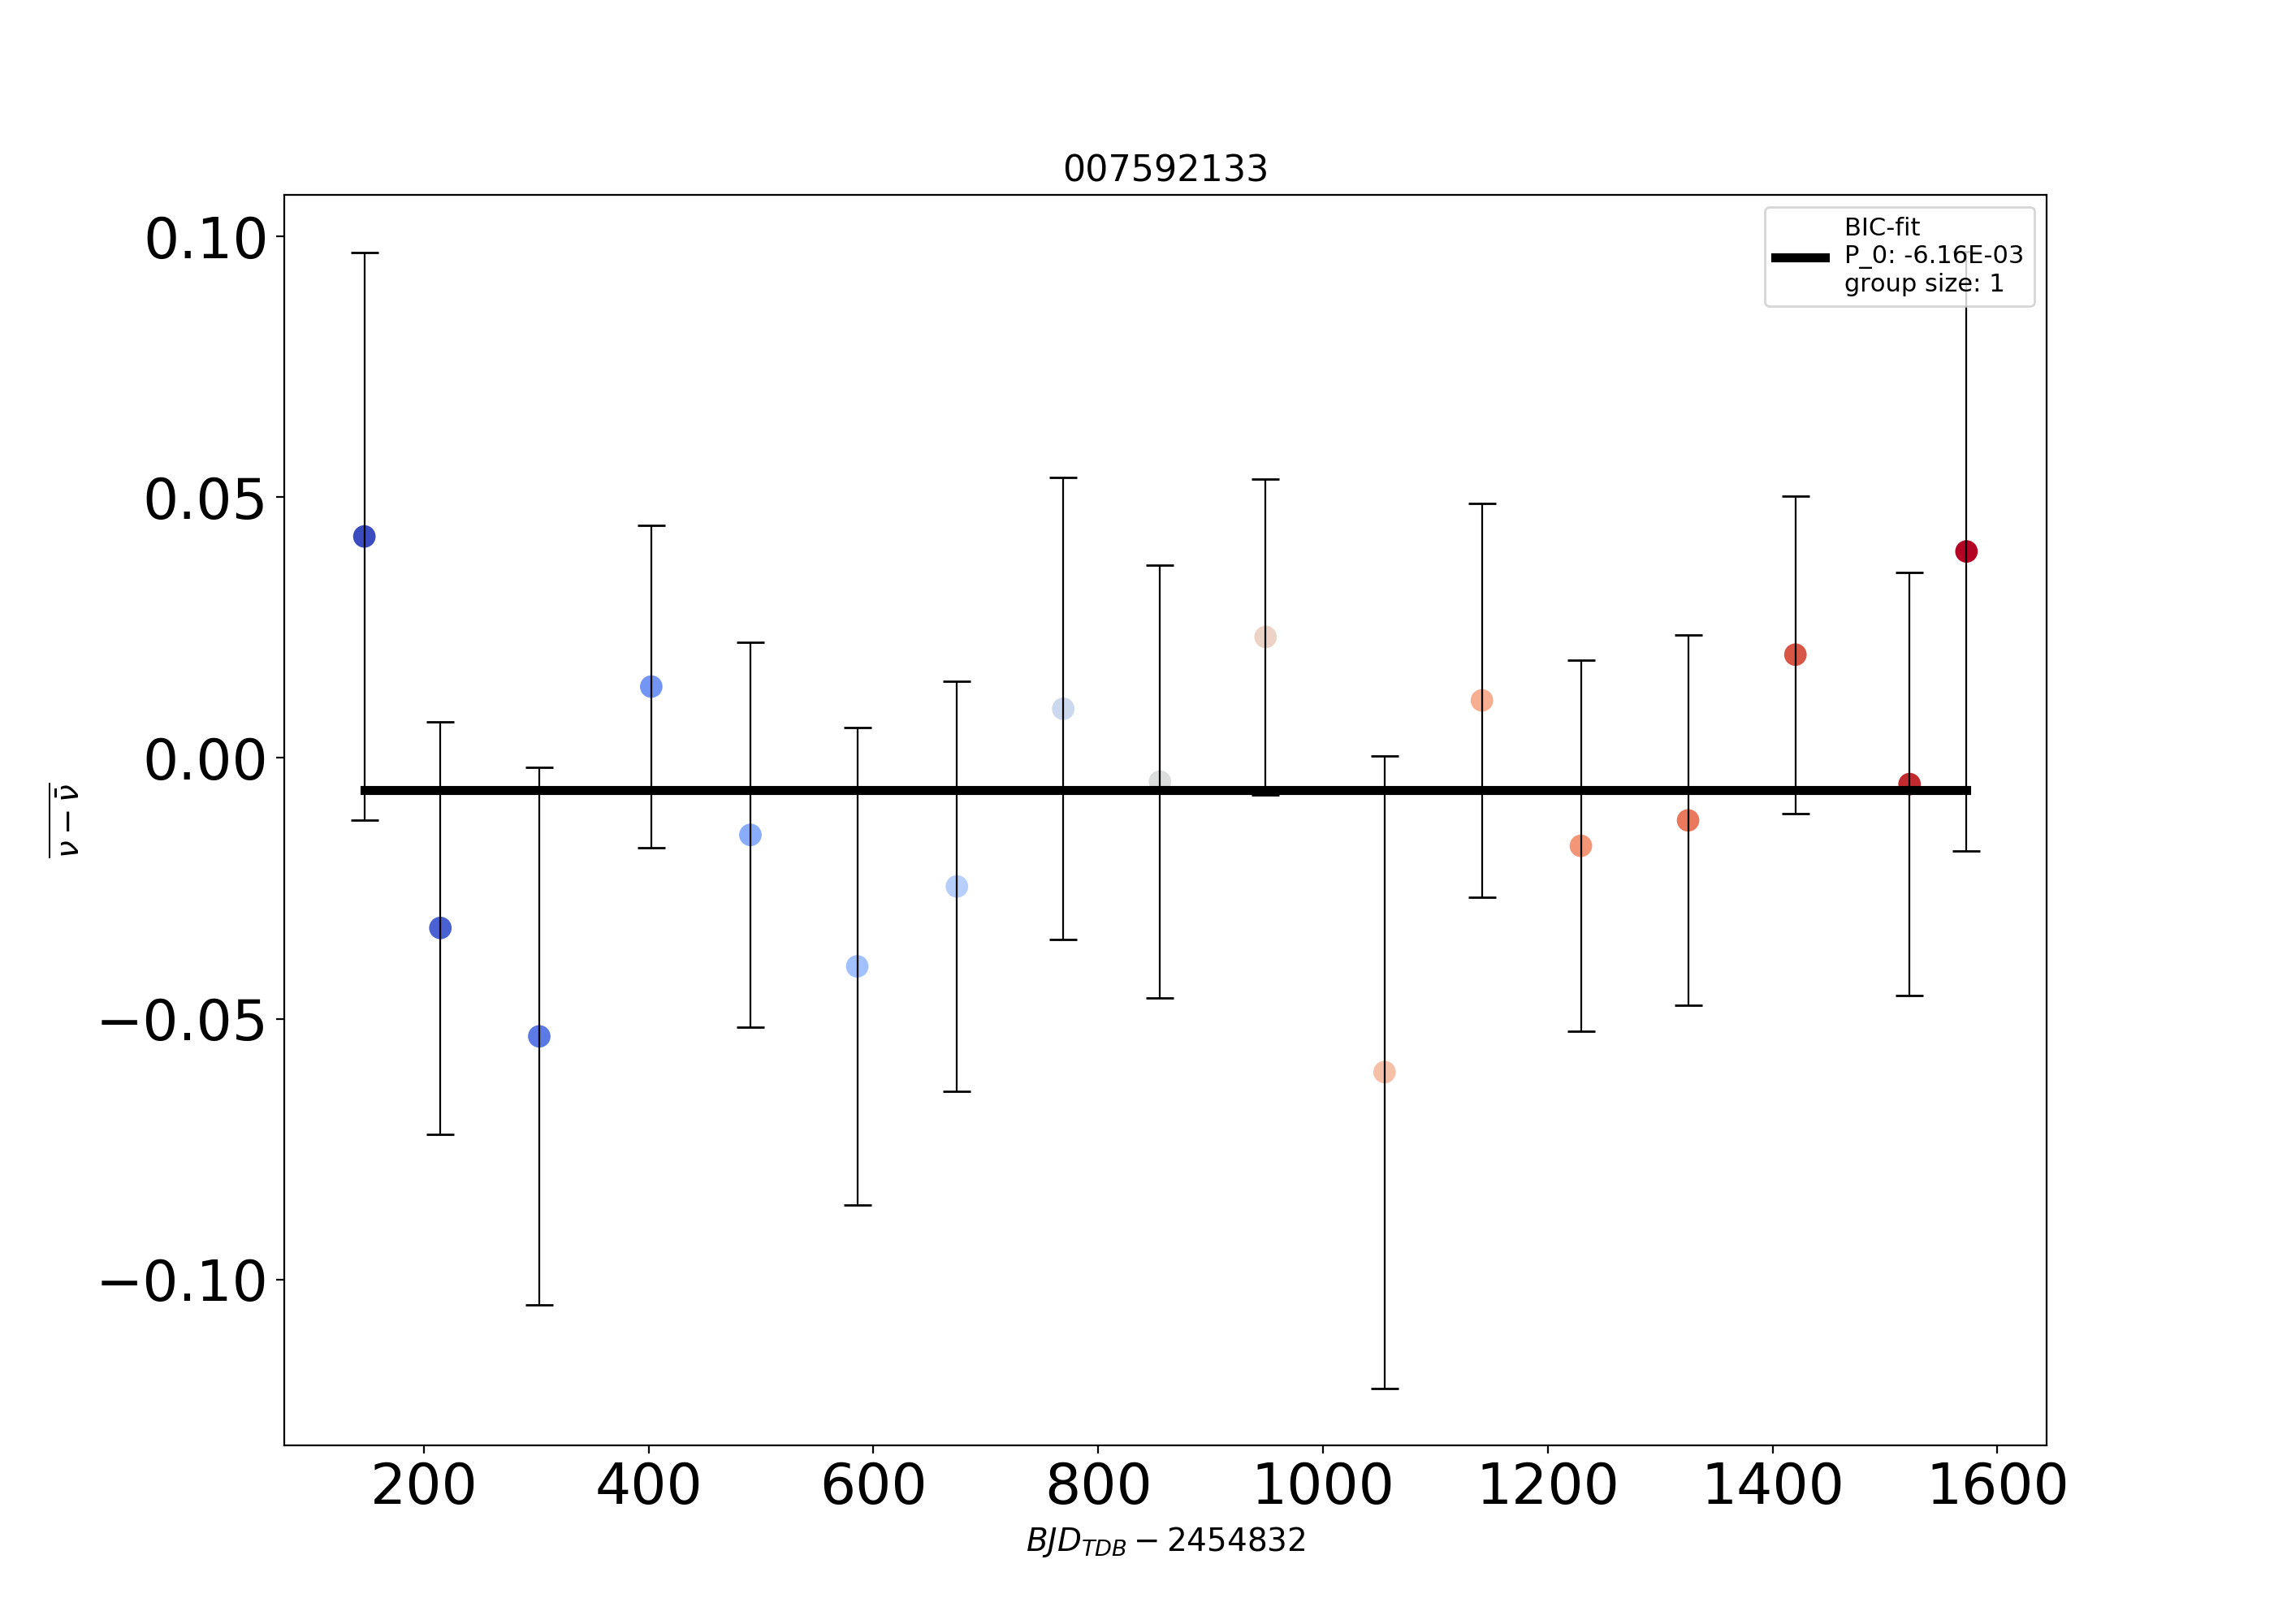 007592133
BIC-fit
P_0: -6.16E-03
group size: 1
0.10
0.05
0.00
−0.05
−0.10
ν − ν̄
200 400 600 800 1000 1200 1400 1600
BJD_TDB − 2454832